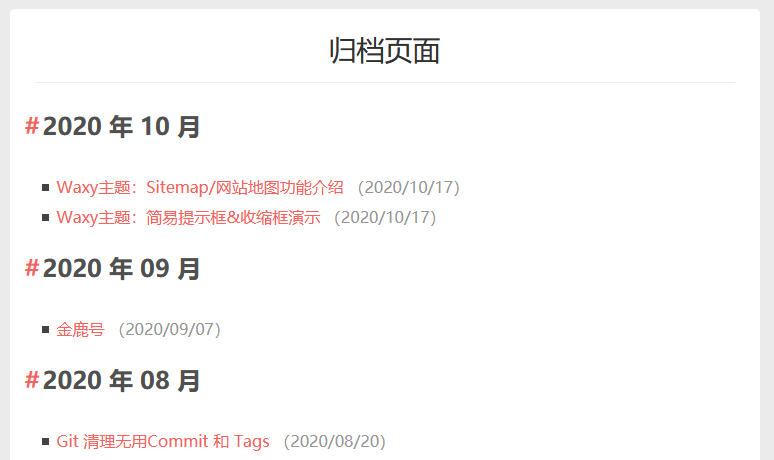 归档页面
#2020 年 10 月
Waxy主题：Sitemap/网站地图功能介绍 （2020/10/17）
Waxy主题：简易提示框&收缩框演示 （2020/10/17）
#2020 年 09 月
金鹿号 （2020/09/07）
#2020 年 08 月
Git 清理无用Commit 和 Tags （2020/08/20）